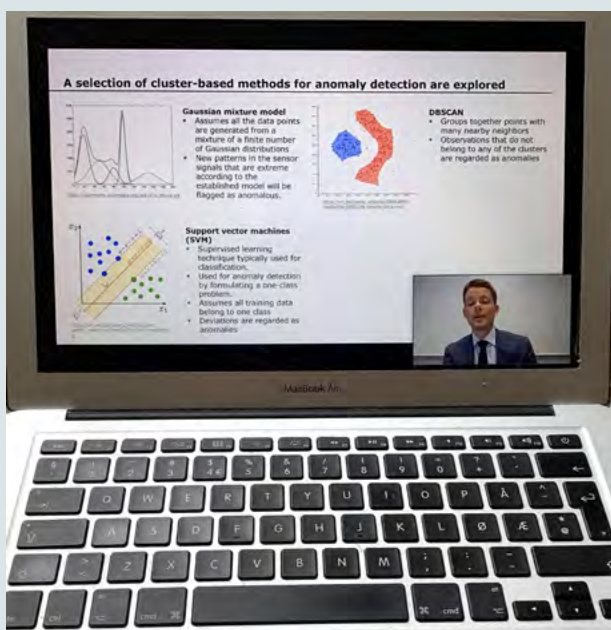 A selection of cluster-based methods for anomaly detection are explored
Gaussian mixture model
• Assumes all the data points
are generated from a
mixture of a finite number
of Gaussian distributions
• New patterns in the sensor
signals that are extreme
according to the
established model will be
flagged as anomalous.
DBSCAN
• Groups together points with
many nearby neighbors
• Observations that do not
belong to any of the clusters
are regarded as anomalies
Support vector machines
(SVM)
• Supervised learning
technique typically used for
classification.
• Used for anomaly detection
by formulating a one-class
problem.
• Assumes all training data
belong to one class
• Deviations are regarded as
anomalies
x₂
x₁
MacBook Air
Q W E R T Y U I O P Å
A S D F G H J K L Ø Æ
Z X C V B N M
cmd ⌘ ⌘ cmd